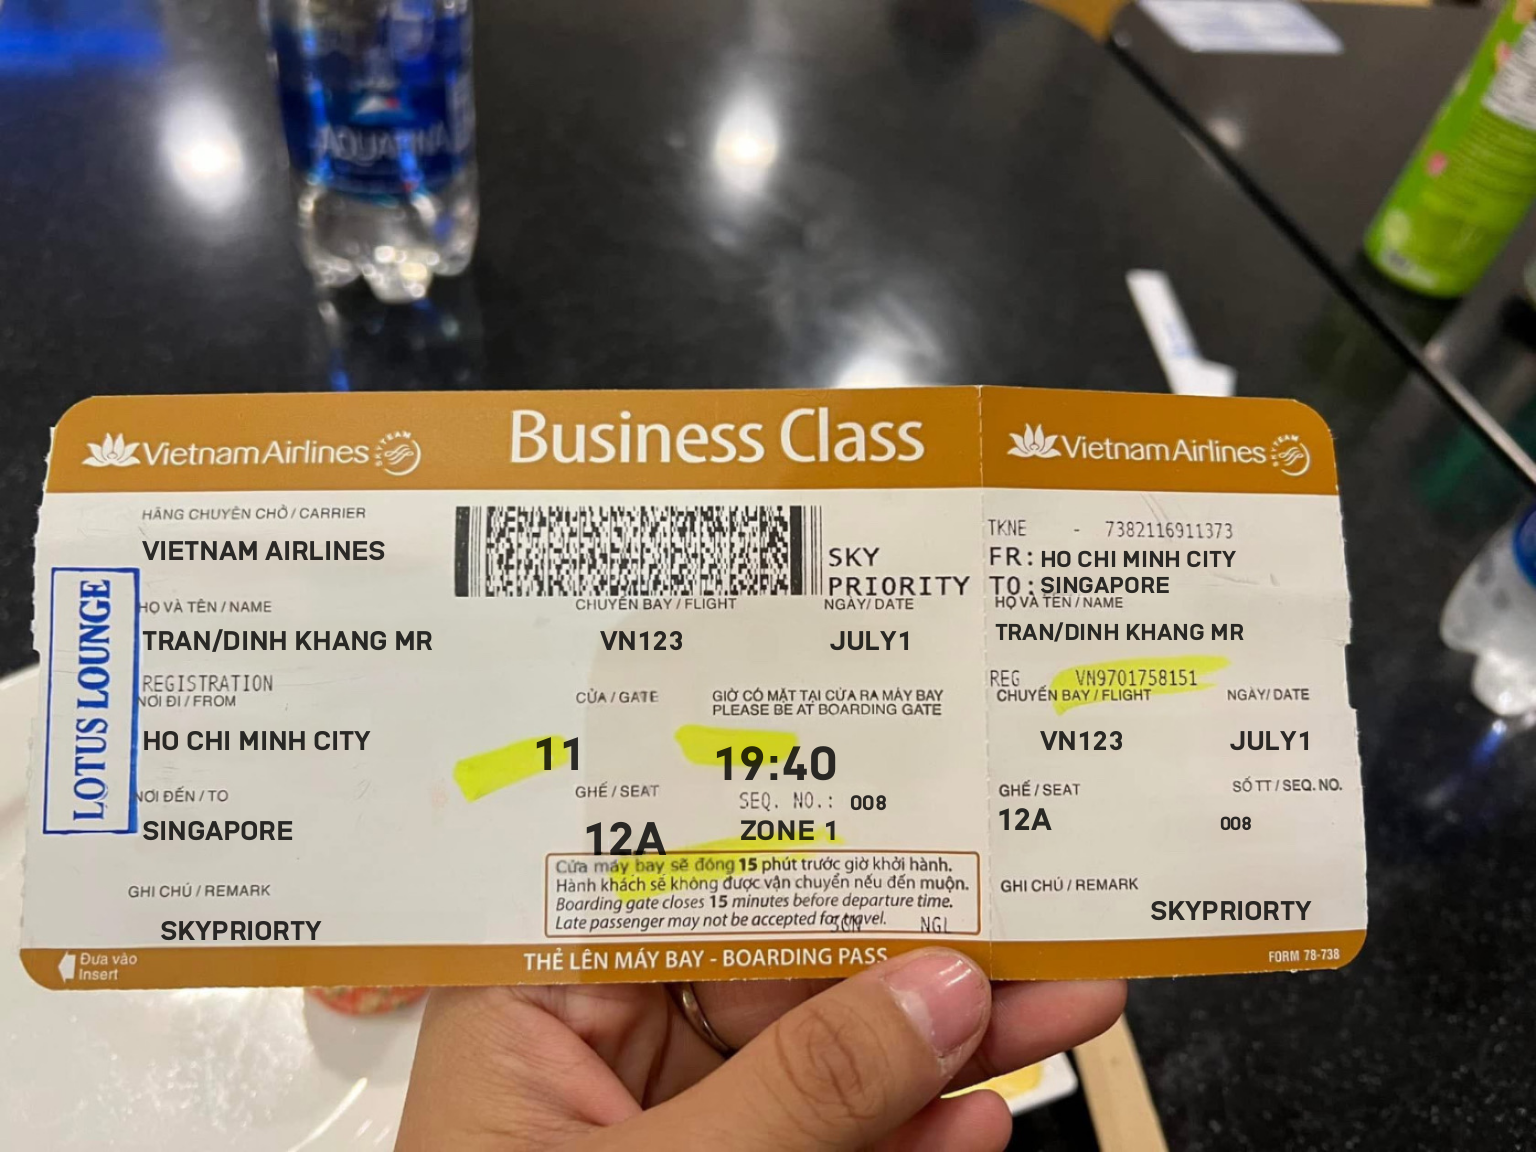 AQUAFINA
Vietnam Airlines
SKYTEAM
Business Class
Vietnam Airlines
SKYTEAM
HÃNG CHUYÊN CHỞ / CARRIER
VIETNAM AIRLINES
SKY
PRIORITY
TKNE - 7382116911373
FR: HO CHI MINH CITY
TO: SINGAPORE
LOTUS LOUNGE
HỌ VÀ TÊN / NAME
CHUYẾN BAY / FLIGHT
NGÀY/ DATE
HỌ VÀ TÊN / NAME
TRAN/DINH KHANG MR
VN123
JULY1
TRAN/DINH KHANG MR
REGISTRATION
REG VN9701758151
NƠI ĐI / FROM
CỬA / GATE
GIỜ CÓ MẶT TẠI CỬA RA MÁY BAY
PLEASE BE AT BOARDING GATE
CHUYẾN BAY / FLIGHT
NGÀY/ DATE
HO CHI MINH CITY
11
19:40
VN123
JULY1
NƠI ĐẾN / TO
GHẾ / SEAT
SEQ. NO.: 008
GHẾ / SEAT
SỐ TT / SEQ. NO.
SINGAPORE
12A
ZONE 1
12A
008
Cửa máy bay sẽ đóng 15 phút trước giờ khởi hành.
Hành khách sẽ không được vận chuyển nếu đến muộn.
Boarding gate closes 15 minutes before departure time.
Late passenger may not be accepted for travel.
SGN NGL
GHI CHÚ / REMARK
GHI CHÚ / REMARK
SKYPRIORTY
SKYPRIORTY
Đưa vào
Insert
THẺ LÊN MÁY BAY - BOARDING PASS
FORM 78-738